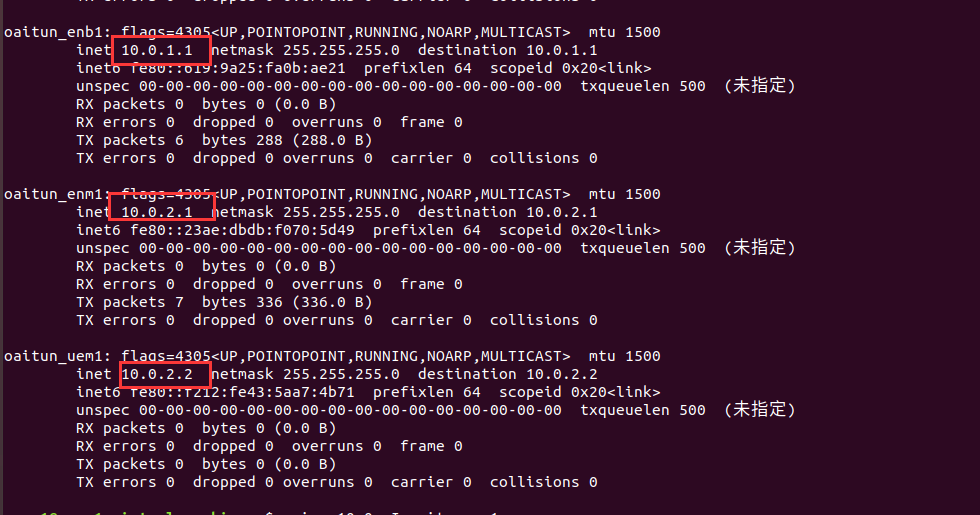 TX errors 0 dropped 0 overruns 0 carrier 0 collisions 0
oaitun_enb1: flags=4305<UP,POINTOPOINT,RUNNING,NOARP,MULTICAST> mtu 1500
inet 10.0.1.1 netmask 255.255.255.0 destination 10.0.1.1
inet6 fe80::619:9a25:fa0b:ae21 prefixlen 64 scopeid 0x20<link>
unspec 00-00-00-00-00-00-00-00-00-00-00-00-00-00-00-00 txqueuelen 500 (未指定)
RX packets 0 bytes 0 (0.0 B)
RX errors 0 dropped 0 overruns 0 frame 0
TX packets 6 bytes 288 (288.0 B)
TX errors 0 dropped 0 overruns 0 carrier 0 collisions 0
oaitun_enm1: flags=4305<UP,POINTOPOINT,RUNNING,NOARP,MULTICAST> mtu 1500
inet 10.0.2.1 netmask 255.255.255.0 destination 10.0.2.1
inet6 fe80::23ae:dbdb:f070:5d49 prefixlen 64 scopeid 0x20<link>
unspec 00-00-00-00-00-00-00-00-00-00-00-00-00-00-00-00 txqueuelen 500 (未指定)
RX packets 0 bytes 0 (0.0 B)
RX errors 0 dropped 0 overruns 0 frame 0
TX packets 7 bytes 336 (336.0 B)
TX errors 0 dropped 0 overruns 0 carrier 0 collisions 0
oaitun_uem1: flags=4305<UP,POINTOPOINT,RUNNING,NOARP,MULTICAST> mtu 1500
inet 10.0.2.2 netmask 255.255.255.0 destination 10.0.2.2
inet6 fe80::f212:fe43:5aa7:4b71 prefixlen 64 scopeid 0x20<link>
unspec 00-00-00-00-00-00-00-00-00-00-00-00-00-00-00-00 txqueuelen 500 (未指定)
RX packets 0 bytes 0 (0.0 B)
RX errors 0 dropped 0 overruns 0 frame 0
TX packets 0 bytes 0 (0.0 B)
TX errors 0 dropped 0 overruns 0 carrier 0 collisions 0